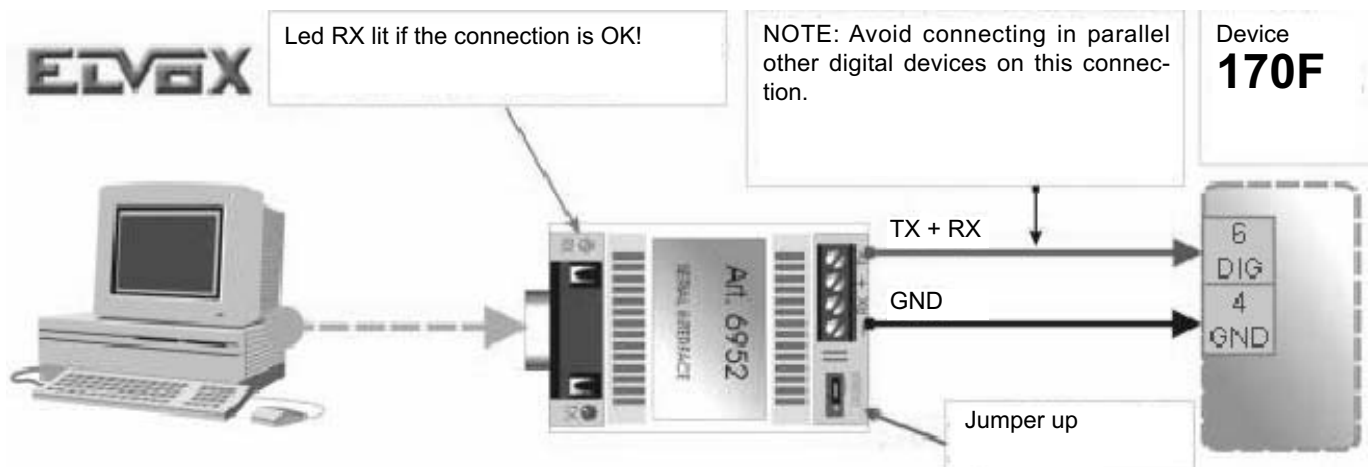 ELVOX
Led RX lit if the connection is OK!
NOTE: Avoid connecting in parallel
other digital devices on this connec-
tion.
Device
170F
TX + RX
GND
6
DIG
4
GND
Art. 6952
SERIAL INTERFACE
Jumper up